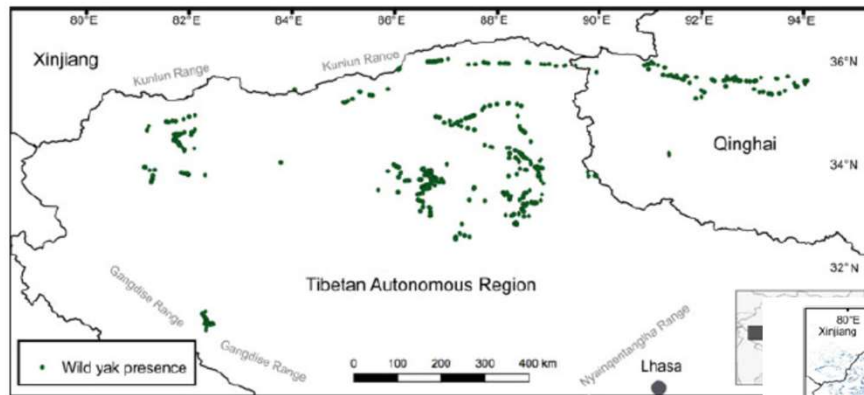 80°E 82° 84°E 86°E 88°E 90°E 92°E 94°E
Xinjiang
Kunlun Range
Kunlun Range
36°N
Qinghai
34°N
32°N
Tibetan Autonomous Region
Gangdise Range
Gangdise Range
Nyainqentanglha Range
Lhasa
Wild yak presence
0 100 200 300 400 km
80°E
Xinjiang